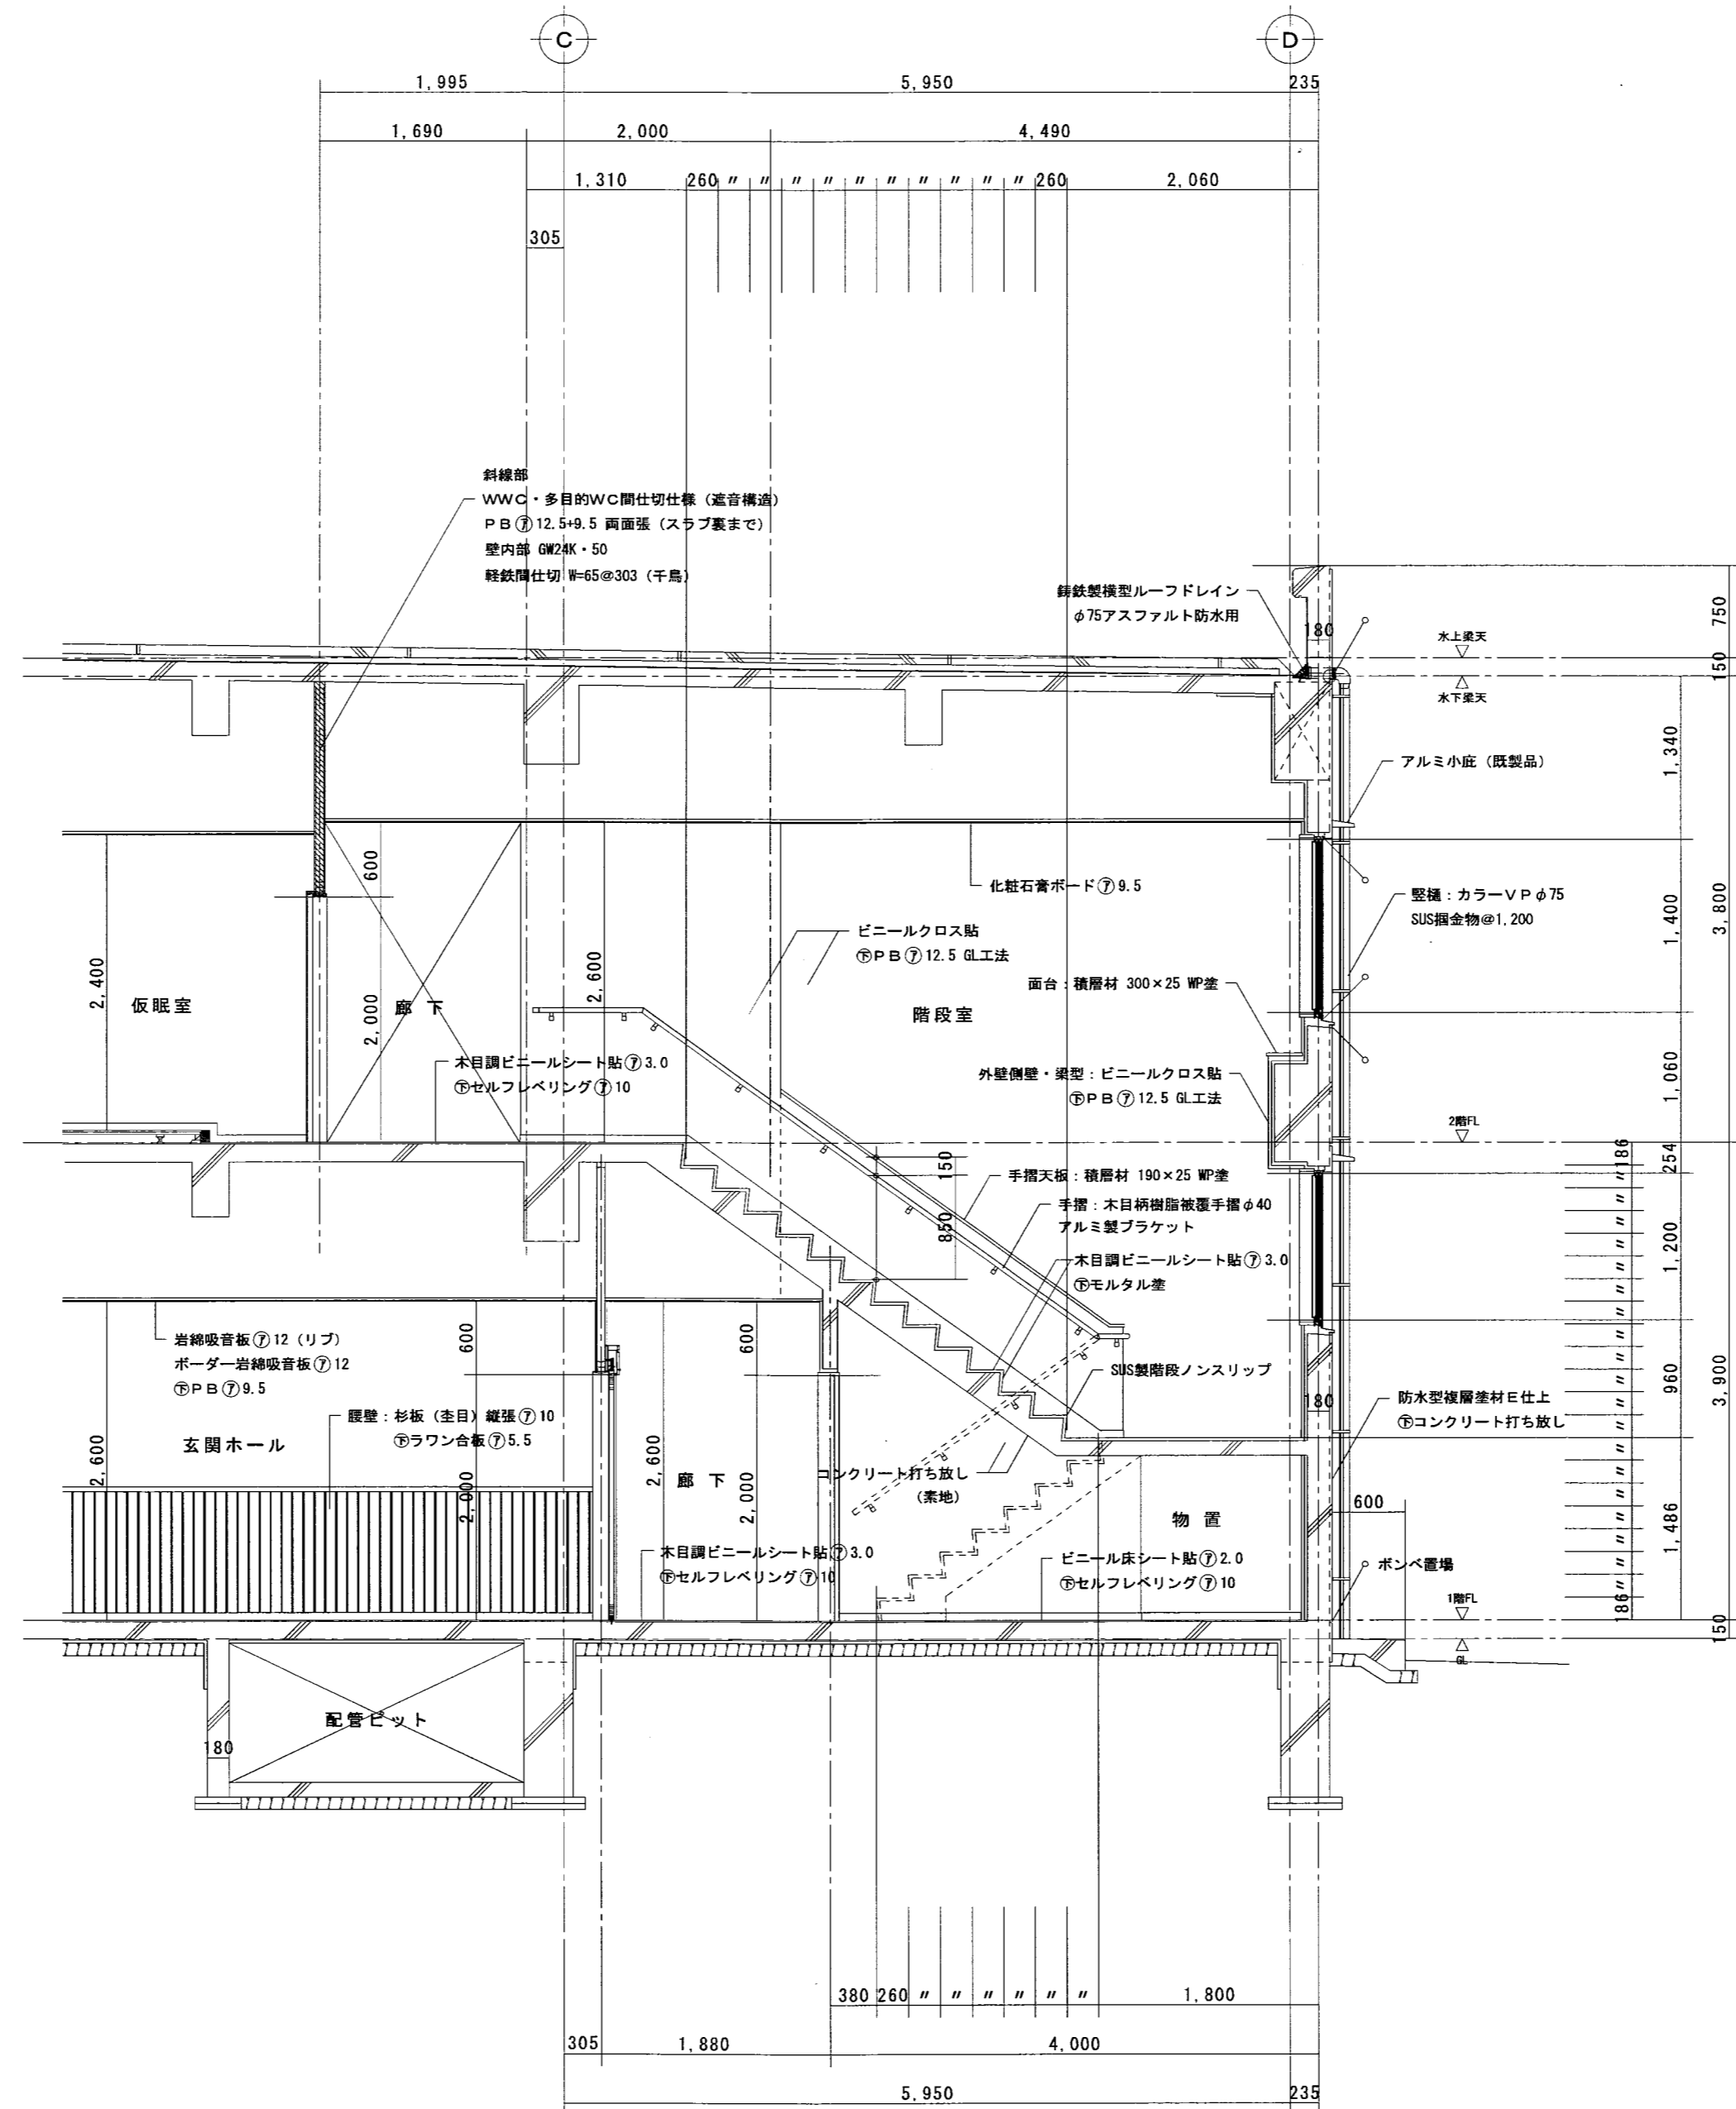 C
D
1,995
5,950
235
1,690
2,000
4,490
1,310
260 〃 〃 〃 〃 〃 〃 〃 〃 〃 〃 260
2,060
305
斜線部
WWC・多目的WC間仕切仕様（遮音構造）
PB㋐12.5+9.5 両面張（スラブ裏まで）
壁内部 GW24K・50
軽鉄間仕切 W=65@303（千鳥）
鋳鉄製横型ルーフドレイン
φ75アスファルト防水用
180
水上梁天
水下梁天
750
150
1,340
アルミ小庇（既製品）
600
化粧石膏ボード㋐9.5
竪樋：カラーVPφ75
SUS掴金物@1,200
1,400
3,800
ビニールクロス貼
㊦PB㋐12.5 GL工法
2,400
2,600
面台：積層材 300×25 WP塗
仮眠室
廊下
階段室
2,000
木目調ビニールシート貼㋐3.0
㊦セルフレベリング㋐10
外壁側壁・梁型：ビニールクロス貼
㊦PB㋐12.5 GL工法
1,060
2階FL
186
254
150
手摺天板：積層材 190×25 WP塗
手摺：木目柄樹脂被覆手摺φ40
アルミ製ブラケット
850
木目調ビニールシート貼㋐3.0
㊦モルタル塗
1,200
岩綿吸音板㋐12（リブ）
ボーダー岩綿吸音板㋐12
㊦PB㋐9.5
600
600
SUS製階段ノンスリップ
960
3,900
腰壁：杉板（杢目）縦張㋐10
㊦ラワン合板㋐5.5
180
防水型複層塗材E仕上
㊦コンクリート打ち放し
玄関ホール
2,600
2,000
2,600
廊下
2,000
コンクリート打ち放し
（素地）
物置
600
1,486
木目調ビニールシート貼㋐3.0
㊦セルフレベリング㋐10
ビニール床シート貼㋐2.0
㊦セルフレベリング㋐10
ボンベ置場
186
1階FL
150
GL
配管ピット
180
380 260 〃 〃 〃 〃 〃 〃
1,800
305
1,880
4,000
5,950
235